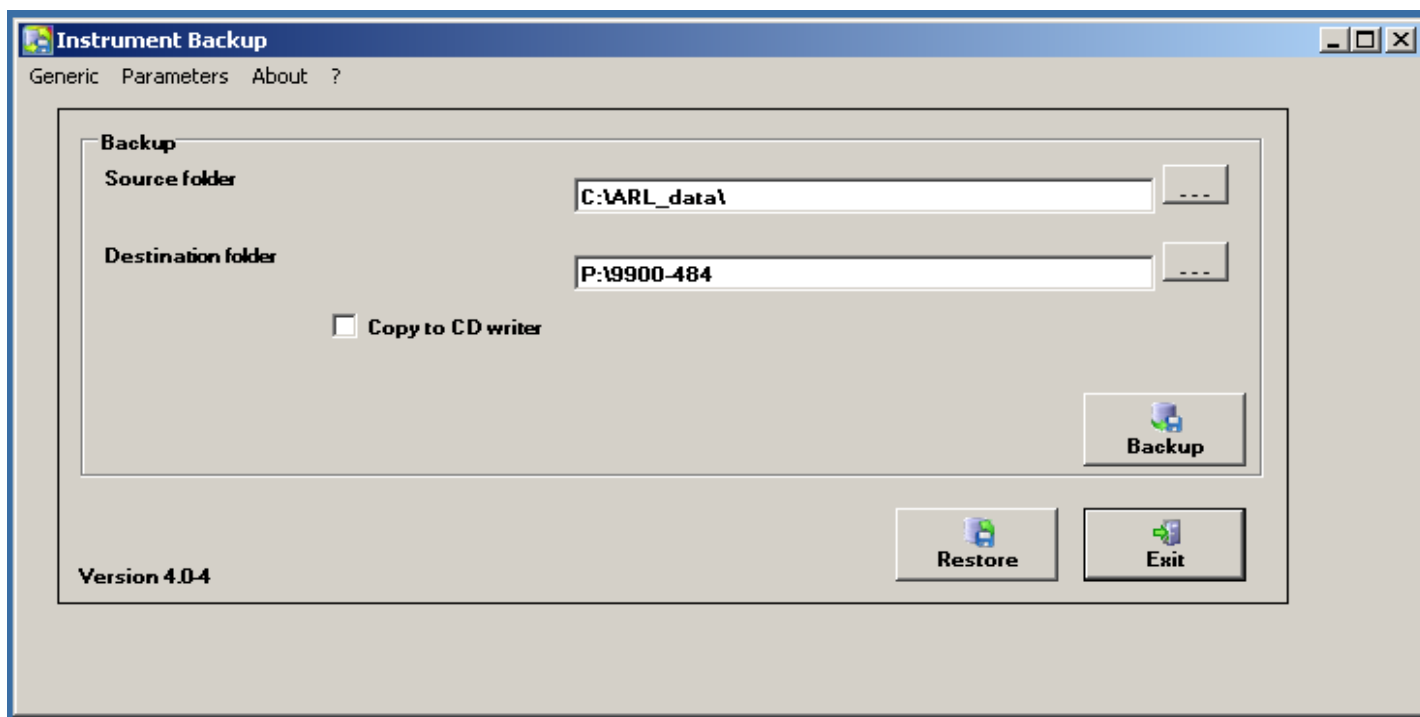 Instrument Backup
Generic Parameters About ?
Backup
Source folder
C:\ARL_data\
---
Destination folder
P:\9900-484
---
Copy to CD writer
Backup
Restore
Exit
Version 4.0-4